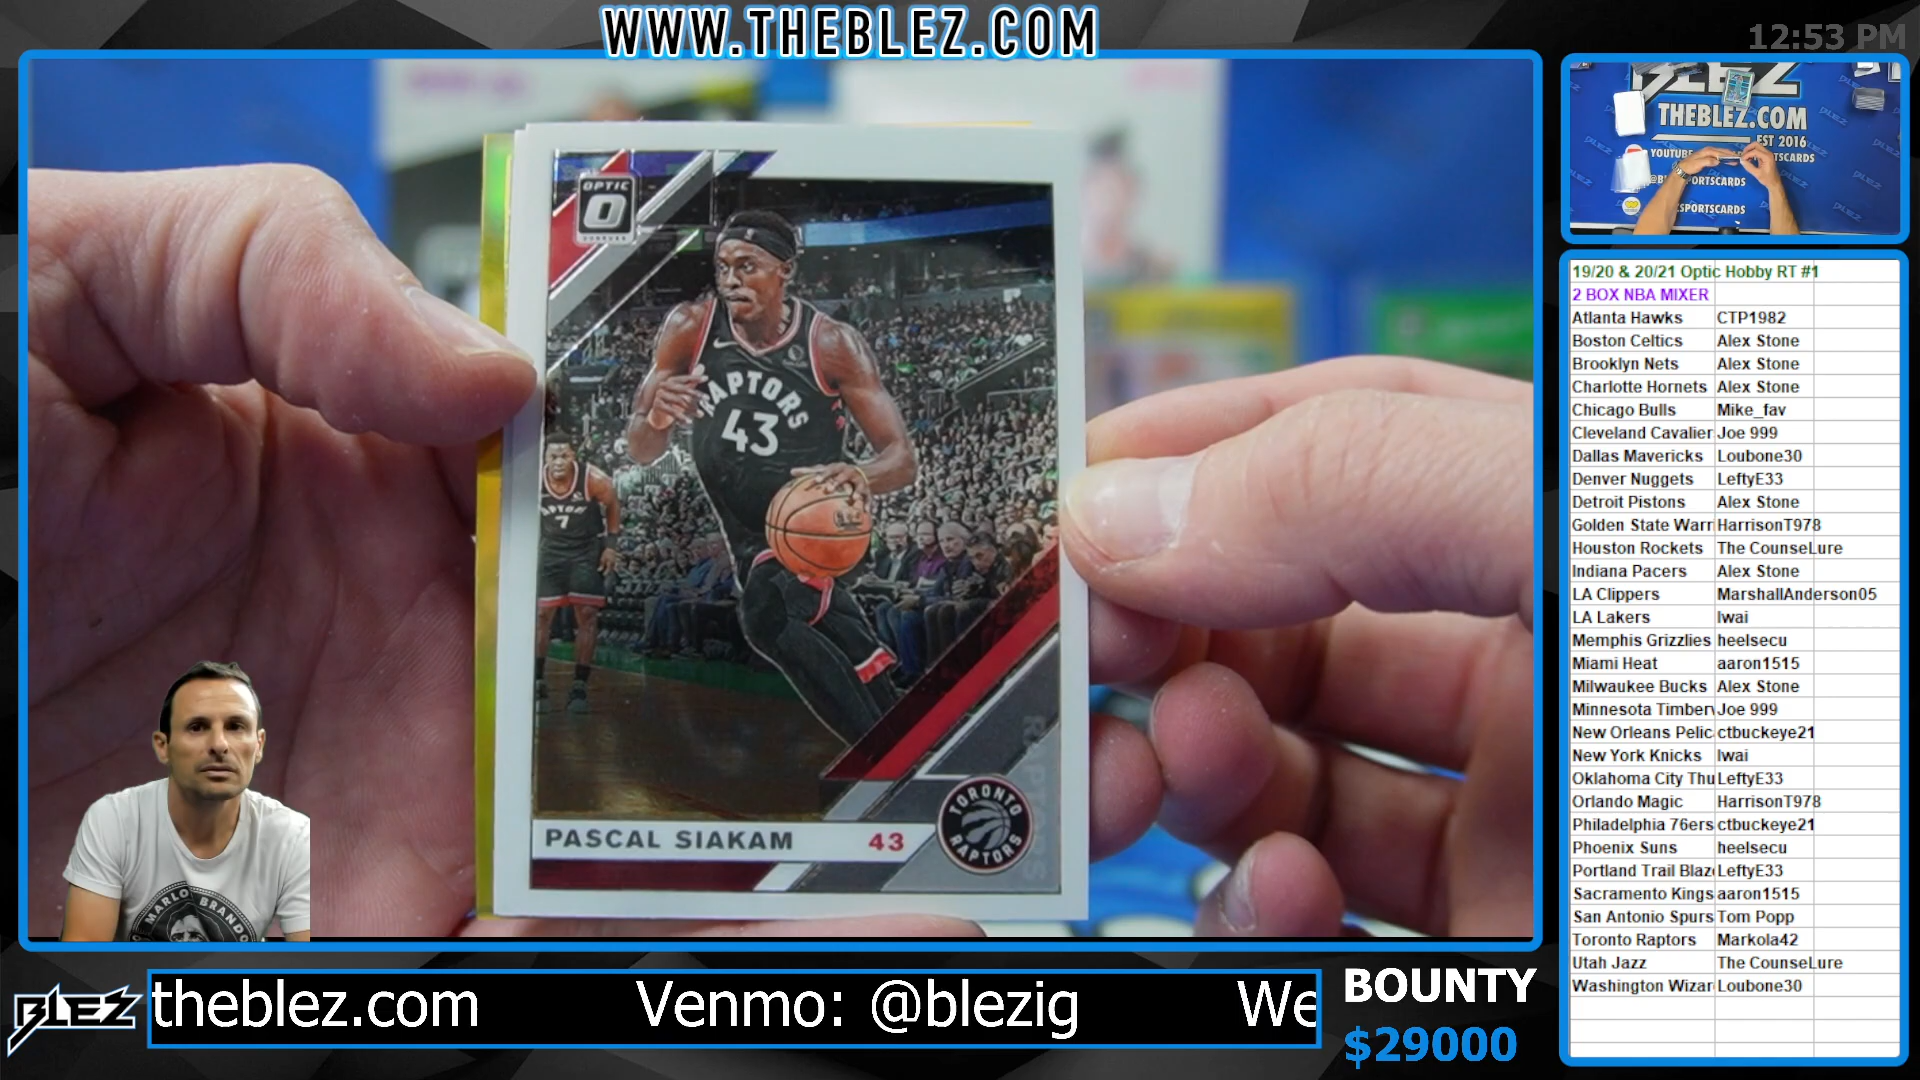 WWW.THEBLEZ.COM
12:53 PM
OPTIC
RAPTORS
43
7
PASCAL SIAKAM 43
TORONTO
RAPTORS
MARLO BRANDO
BLEZ
THEBLEZ.COM
EST 2016
19/20 & 20/21 Optic Hobby RT #1
2 BOX NBA MIXER
Atlanta Hawks CTP1982
Boston Celtics Alex Stone
Brooklyn Nets Alex Stone
Charlotte Hornets Alex Stone
Chicago Bulls Mike_fav
Cleveland Cavalier Joe 999
Dallas Mavericks Loubone30
Denver Nuggets LeftyE33
Detroit Pistons Alex Stone
Golden State Warr HarrisonT978
Houston Rockets The CounseLure
Indiana Pacers Alex Stone
LA Clippers MarshallAnderson05
LA Lakers Iwai
Memphis Grizzlies heelsecu
Miami Heat aaron1515
Milwaukee Bucks Alex Stone
Minnesota Timberv Joe 999
New Orleans Pelic ctbuckeye21
New York Knicks Iwai
Oklahoma City Thu LeftyE33
Orlando Magic HarrisonT978
Philadelphia 76ers ctbuckeye21
Phoenix Suns heelsecu
Portland Trail Blaz LeftyE33
Sacramento Kings aaron1515
San Antonio Spurs Tom Popp
Toronto Raptors Markola42
Utah Jazz The CounseLure
Washington Wizar Loubone30
BLEZ
theblez.com Venmo: @blezig We
BOUNTY
$29000